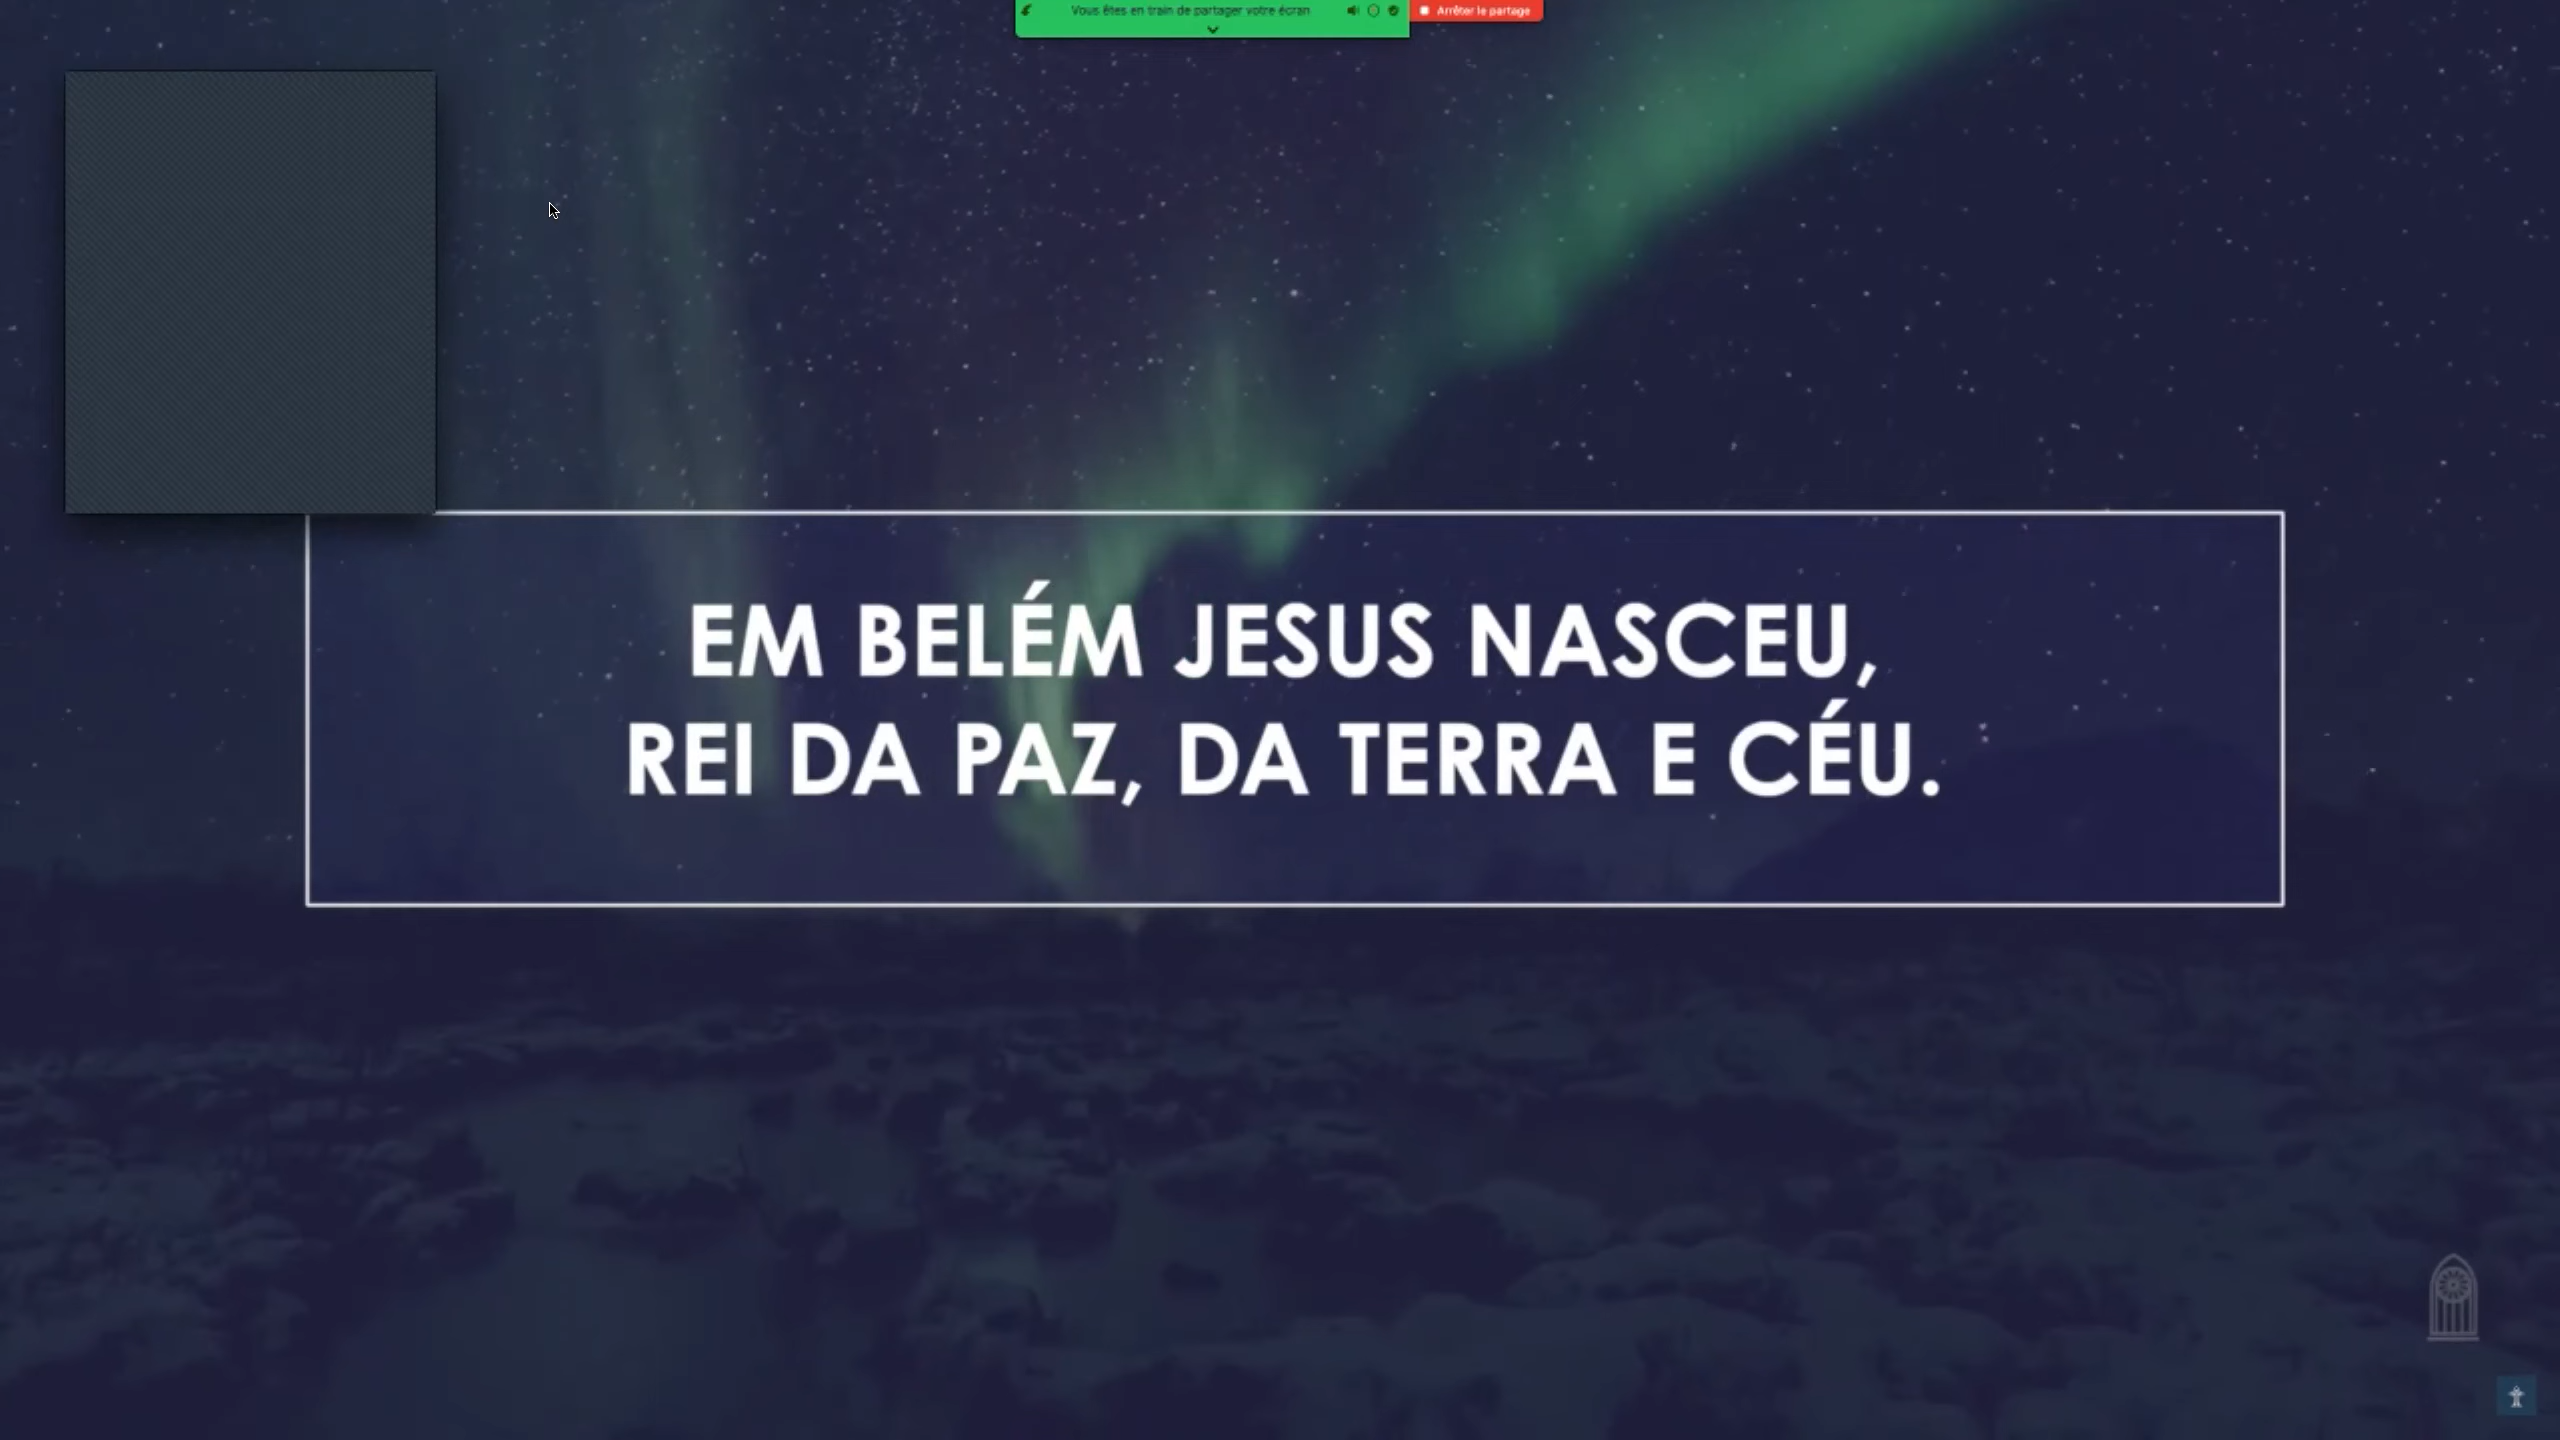 Vous êtes en train de partager votre écran
Arrêter le partage
EM BELÉM JESUS NASCEU,
REI DA PAZ, DA TERRA E CÉU.